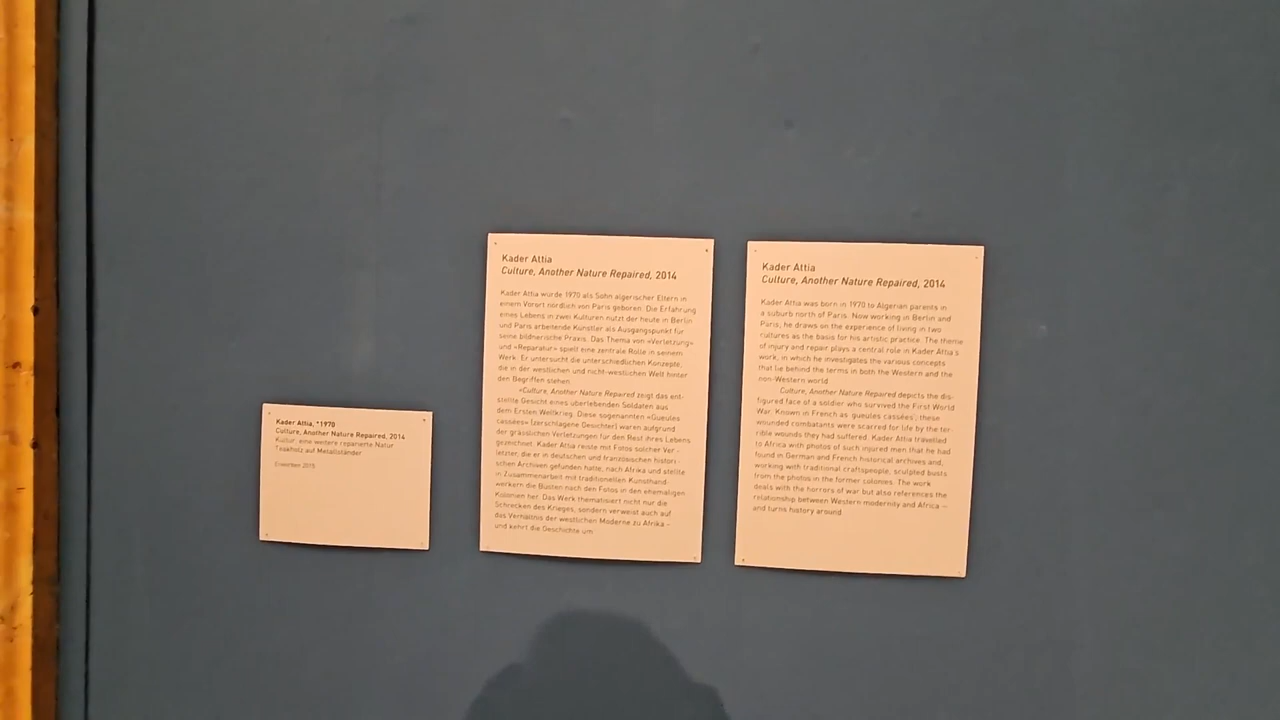 Kader Attia, *1970
Culture, Another Nature Repaired, 2014
Kultur, eine weitere reparierte Natur
Teakholz auf Metallständer
Erworben 2015
Kader Attia
Culture, Another Nature Repaired, 2014
Kader Attia wurde 1970 als Sohn algerischer Eltern in
einem Vorort nördlich von Paris geboren. Die Erfahrung
eines Lebens in zwei Kulturen nutzt der heute in Berlin
und Paris arbeitende Künstler als Ausgangspunkt für
seine bildnerische Praxis. Das Thema von »Verletzung«
und »Reparatur« spielt eine zentrale Rolle in seinem
Werk. Er untersucht die unterschiedlichen Konzepte,
die in der westlichen und nicht-westlichen Welt hinter
den Begriffen stehen.
»Culture, Another Nature Repaired zeigt das ent-
stellte Gesicht eines überlebenden Soldaten aus
dem Ersten Weltkrieg. Diese sogenannten »Gueules
cassées« (zerschlagene Gesichter) waren aufgrund
der grässlichen Verletzungen für den Rest ihres Lebens
gezeichnet. Kader Attia reiste mit Fotos solcher Ver-
letzter, die er in deutschen und französischen histori-
schen Archiven gefunden hatte, nach Afrika und stellte
in Zusammenarbeit mit traditionellen Kunsthand-
werkern die Büsten nach den Fotos in den ehemaligen
Kolonien her. Das Werk thematisiert nicht nur die
Schrecken des Krieges, sondern verweist auch auf
das Verhältnis der westlichen Moderne zu Afrika –
und kehrt die Geschichte um.
Kader Attia
Culture, Another Nature Repaired, 2014
Kader Attia was born in 1970 to Algerian parents in
a suburb north of Paris. Now working in Berlin and
Paris, he draws on the experience of living in two
cultures as the basis for his artistic practice. The theme
of injury and repair plays a central role in Kader Attia's
work, in which he investigates the various concepts
that lie behind the terms in both the Western and the
non-Western world.
Culture, Another Nature Repaired depicts the dis-
figured face of a soldier who survived the First World
War. Known in French as 'gueules cassées', these
wounded combatants were scarred for life by the ter-
rible wounds they had suffered. Kader Attia travelled
to Africa with photos of such injured men that he had
found in German and French historical archives and,
working with traditional craftspeople, sculpted busts
from the photos in the former colonies. The work
deals with the horrors of war but also references the
relationship between Western modernity and Africa —
and turns history around.